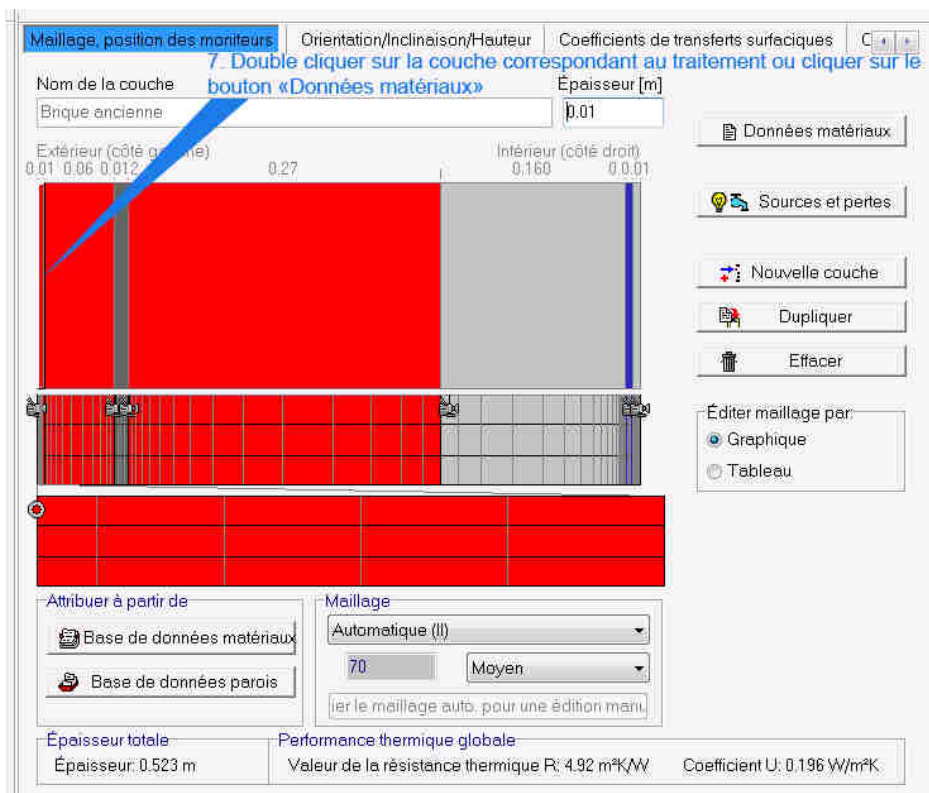 Maillage, position des moniteurs
Orientation/Inclinaison/Hauteur
Coefficients de transferts surfaciques
7. Double cliquer sur la couche correspondant au traitement ou cliquer sur le
bouton «Données matériaux»
Nom de la couche
Épaisseur [m]
Brique ancienne
0.01
Données matériaux
Extérieur (côté
Intérieur (côté droit)
0.01 0.06 0.012
0.27
0.160
0.0.01
Sources et pertes
Nouvelle couche
Dupliquer
Effacer
Éditer maillage par:
Graphique
Tableau
Attribuer à partir de
Base de données matériaux
Base de données parois
Maillage
Automatique (II)
70
Moyen
ier le maillage auto. pour une édition manu
Épaisseur totale
Épaisseur: 0.523 m
Performance thermique globale
Valeur de la résistance thermique R: 4.92 m²K/W
Coefficient U: 0.196 W/m²K